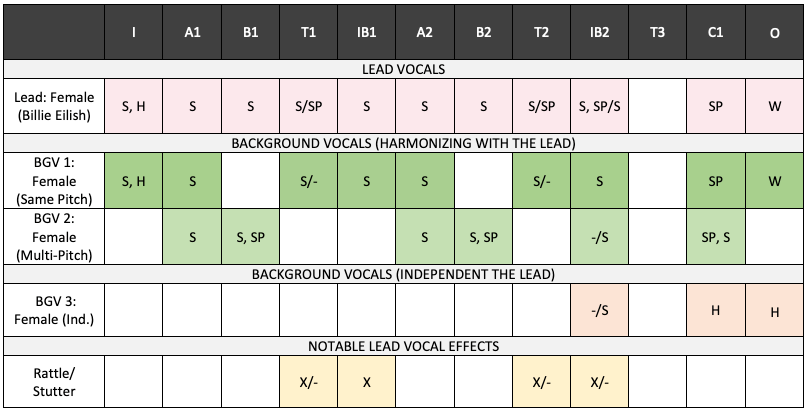 I A1 B1 T1 IB1 A2 B2 T2 IB2 T3 C1 O
LEAD VOCALS
Lead: Female
(Billie Eilish)
S, H S S S/SP S S S S/SP S, SP/S SP W
BACKGROUND VOCALS (HARMONIZING WITH THE LEAD)
BGV 1:
Female
(Same Pitch)
S, H S S/- S S S/- S SP W
BGV 2:
Female
(Multi-Pitch)
S S, SP S S, SP -/S SP, S
BACKGROUND VOCALS (INDEPENDENT THE LEAD)
BGV 3:
Female (Ind.)
-/S H H
NOTABLE LEAD VOCAL EFFECTS
Rattle/
Stutter
X/- X X/- X/-